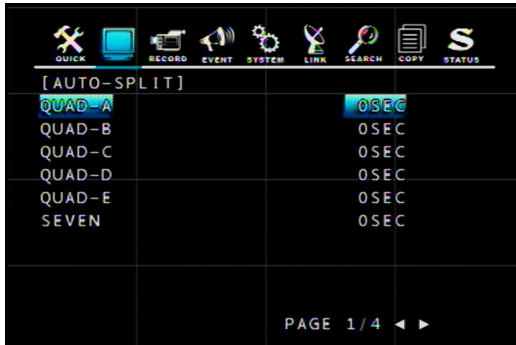 QUICK RECORD EVENT SYSTEM LINK SEARCH COPY STATUS
[AUTO-SPLIT]
QUAD-A 0SEC
QUAD-B 0SEC
QUAD-C 0SEC
QUAD-D 0SEC
QUAD-E 0SEC
SEVEN 0SEC
PAGE 1/4 ◄ ►